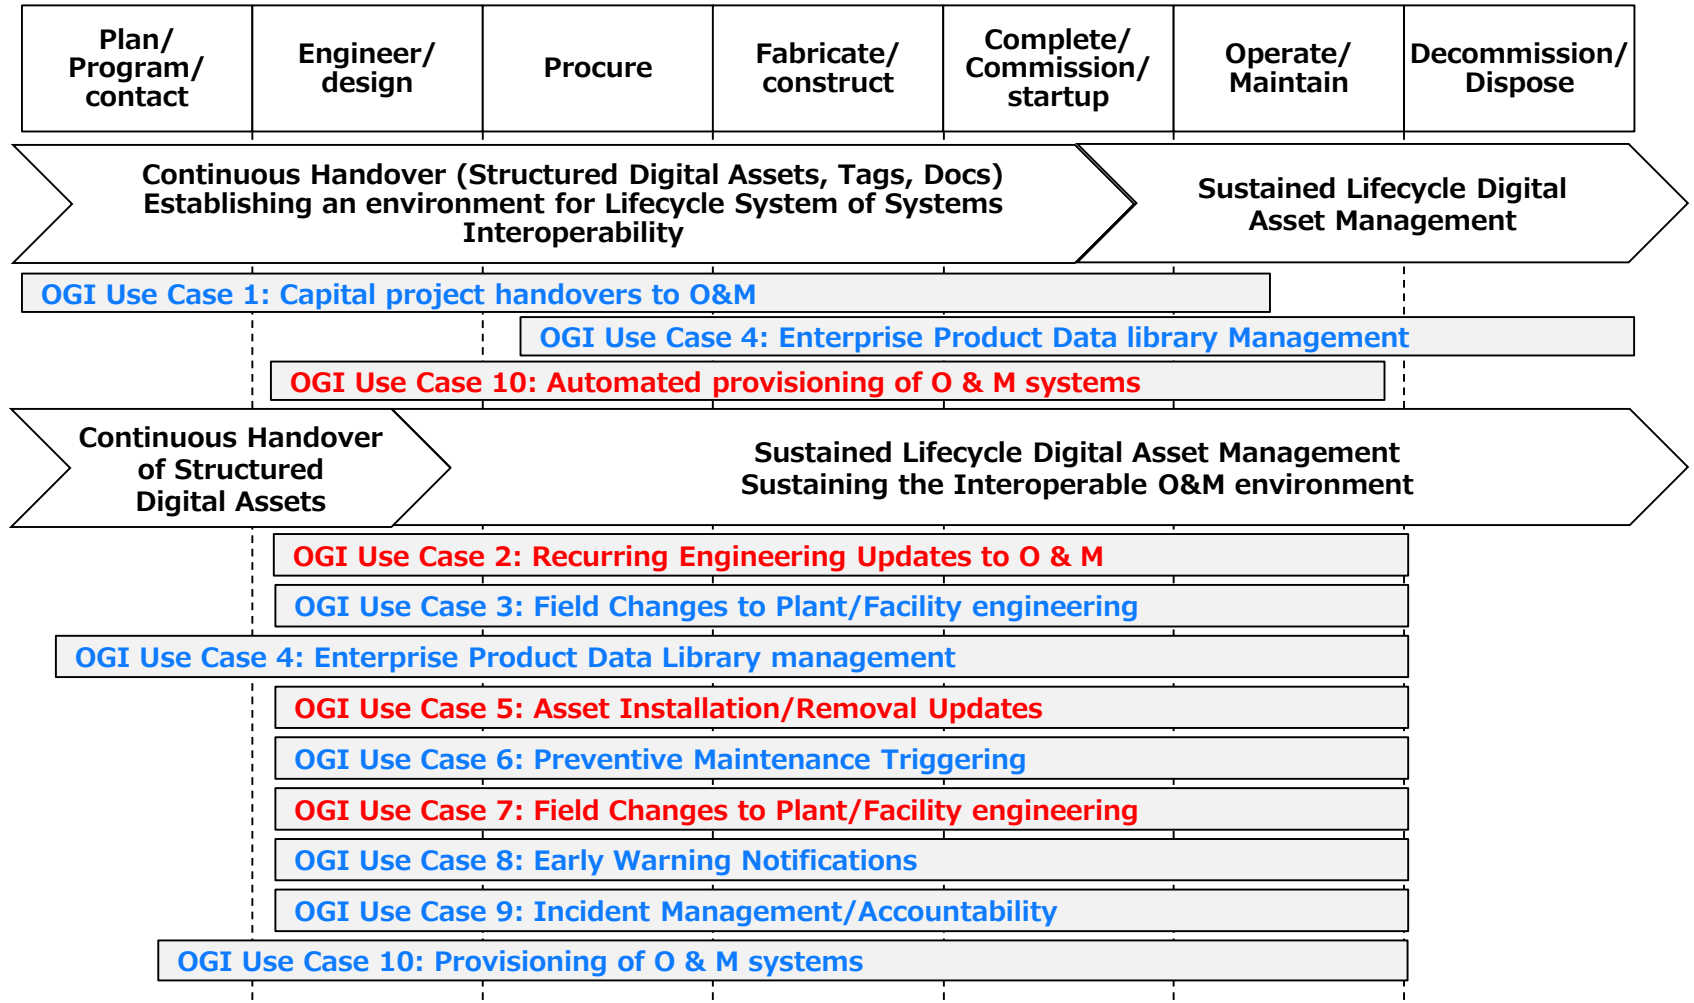 Plan/
Program/
contact
Engineer/
design
Procure
Fabricate/
construct
Complete/
Commission/
startup
Operate/
Maintain
Decommission/
Dispose
Continuous Handover (Structured Digital Assets, Tags, Docs)
Establishing an environment for Lifecycle System of Systems
Interoperability
Sustained Lifecycle Digital
Asset Management
OGI Use Case 1: Capital project handovers to O&M
OGI Use Case 4: Enterprise Product Data library Management
OGI Use Case 10: Automated provisioning of O & M systems
Continuous Handover
of Structured
Digital Assets
Sustained Lifecycle Digital Asset Management
Sustaining the Interoperable O&M environment
OGI Use Case 2: Recurring Engineering Updates to O & M
OGI Use Case 3: Field Changes to Plant/Facility engineering
OGI Use Case 4: Enterprise Product Data Library management
OGI Use Case 5: Asset Installation/Removal Updates
OGI Use Case 6: Preventive Maintenance Triggering
OGI Use Case 7: Field Changes to Plant/Facility engineering
OGI Use Case 8: Early Warning Notifications
OGI Use Case 9: Incident Management/Accountability
OGI Use Case 10: Provisioning of O & M systems